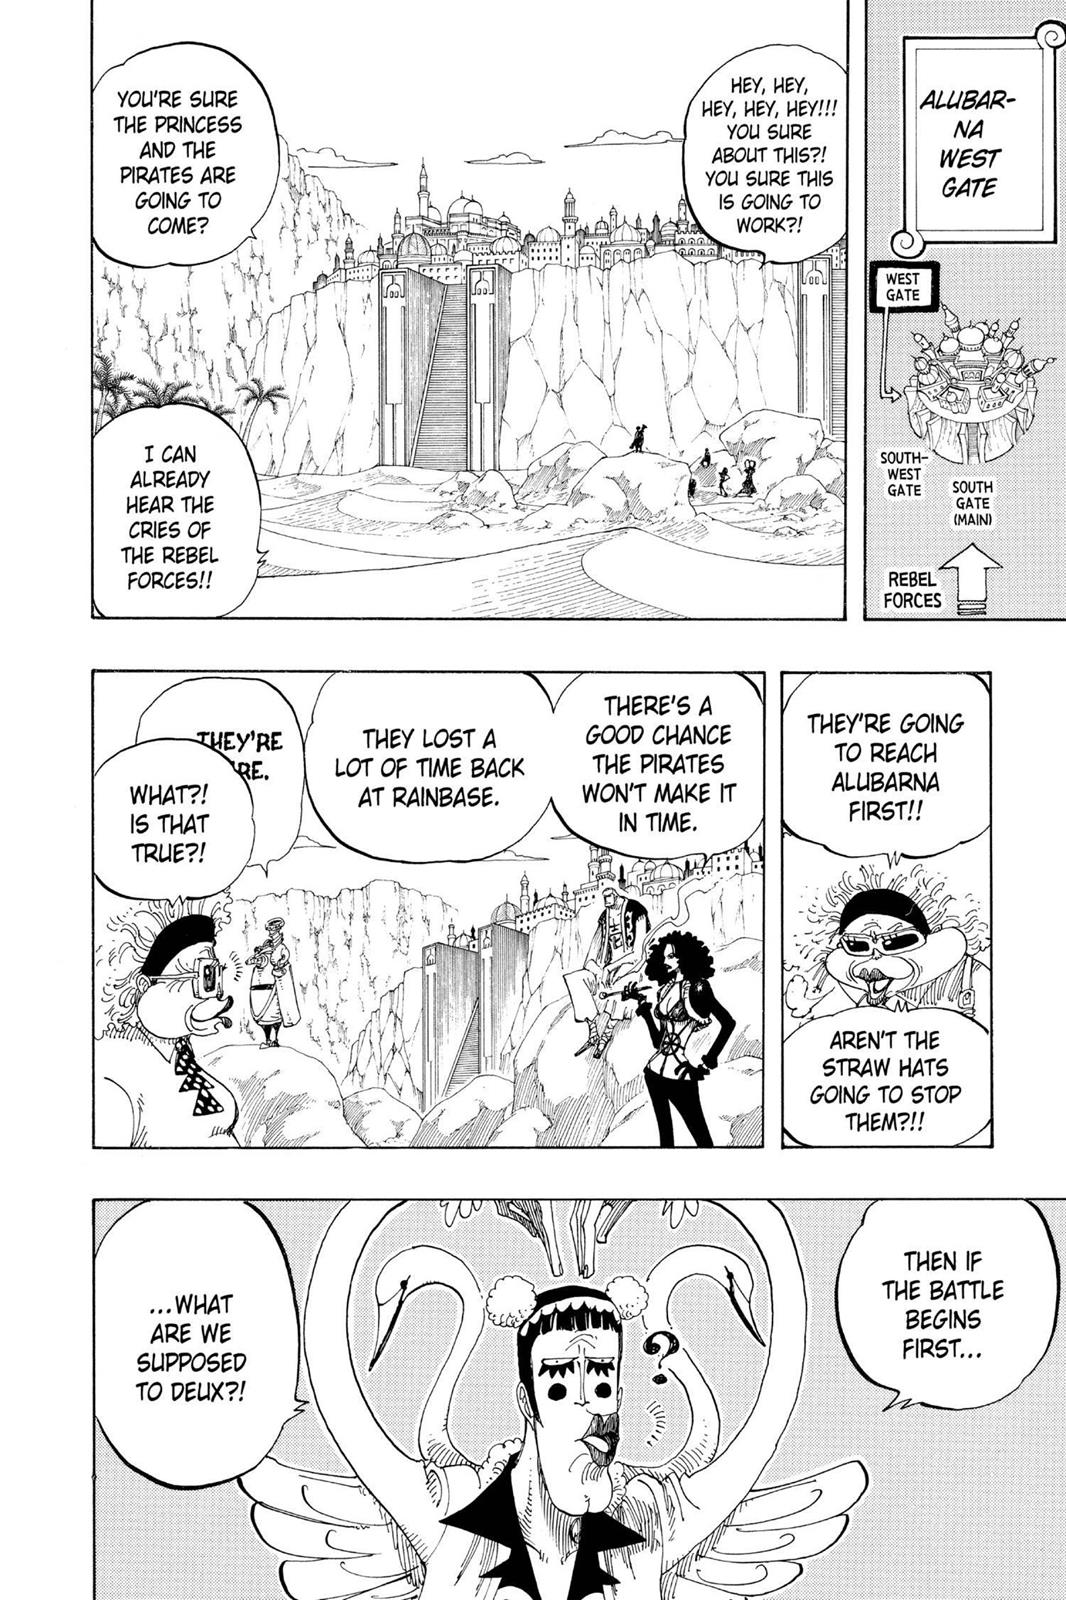 ALUBAR-
NA
WEST
GATE
WEST
GATE
SOUTH-
WEST
GATE
SOUTH
GATE
(MAIN)
REBEL
FORCES
HEY, HEY,
HEY, HEY, HEY!!!
YOU SURE
ABOUT THIS?!
YOU SURE THIS
IS GOING TO
WORK?!
YOU'RE SURE
THE PRINCESS
AND THE
PIRATES ARE
GOING TO
COME?
I CAN
ALREADY
HEAR THE
CRIES OF
THE REBEL
FORCES!!
THEY'RE GOING
TO REACH
ALUBARNA
FIRST!!
AREN'T THE
STRAW HATS
GOING TO STOP
THEM?!!
THERE'S A
GOOD CHANCE
THE PIRATES
WON'T MAKE IT
IN TIME.
THEY LOST A
LOT OF TIME BACK
AT RAINBASE.
THEY'RE
WHAT?!
IS THAT
TRUE?!
THEN IF
THE BATTLE
BEGINS
FIRST...
...WHAT
ARE WE
SUPPOSED
TO DEUX?!
?